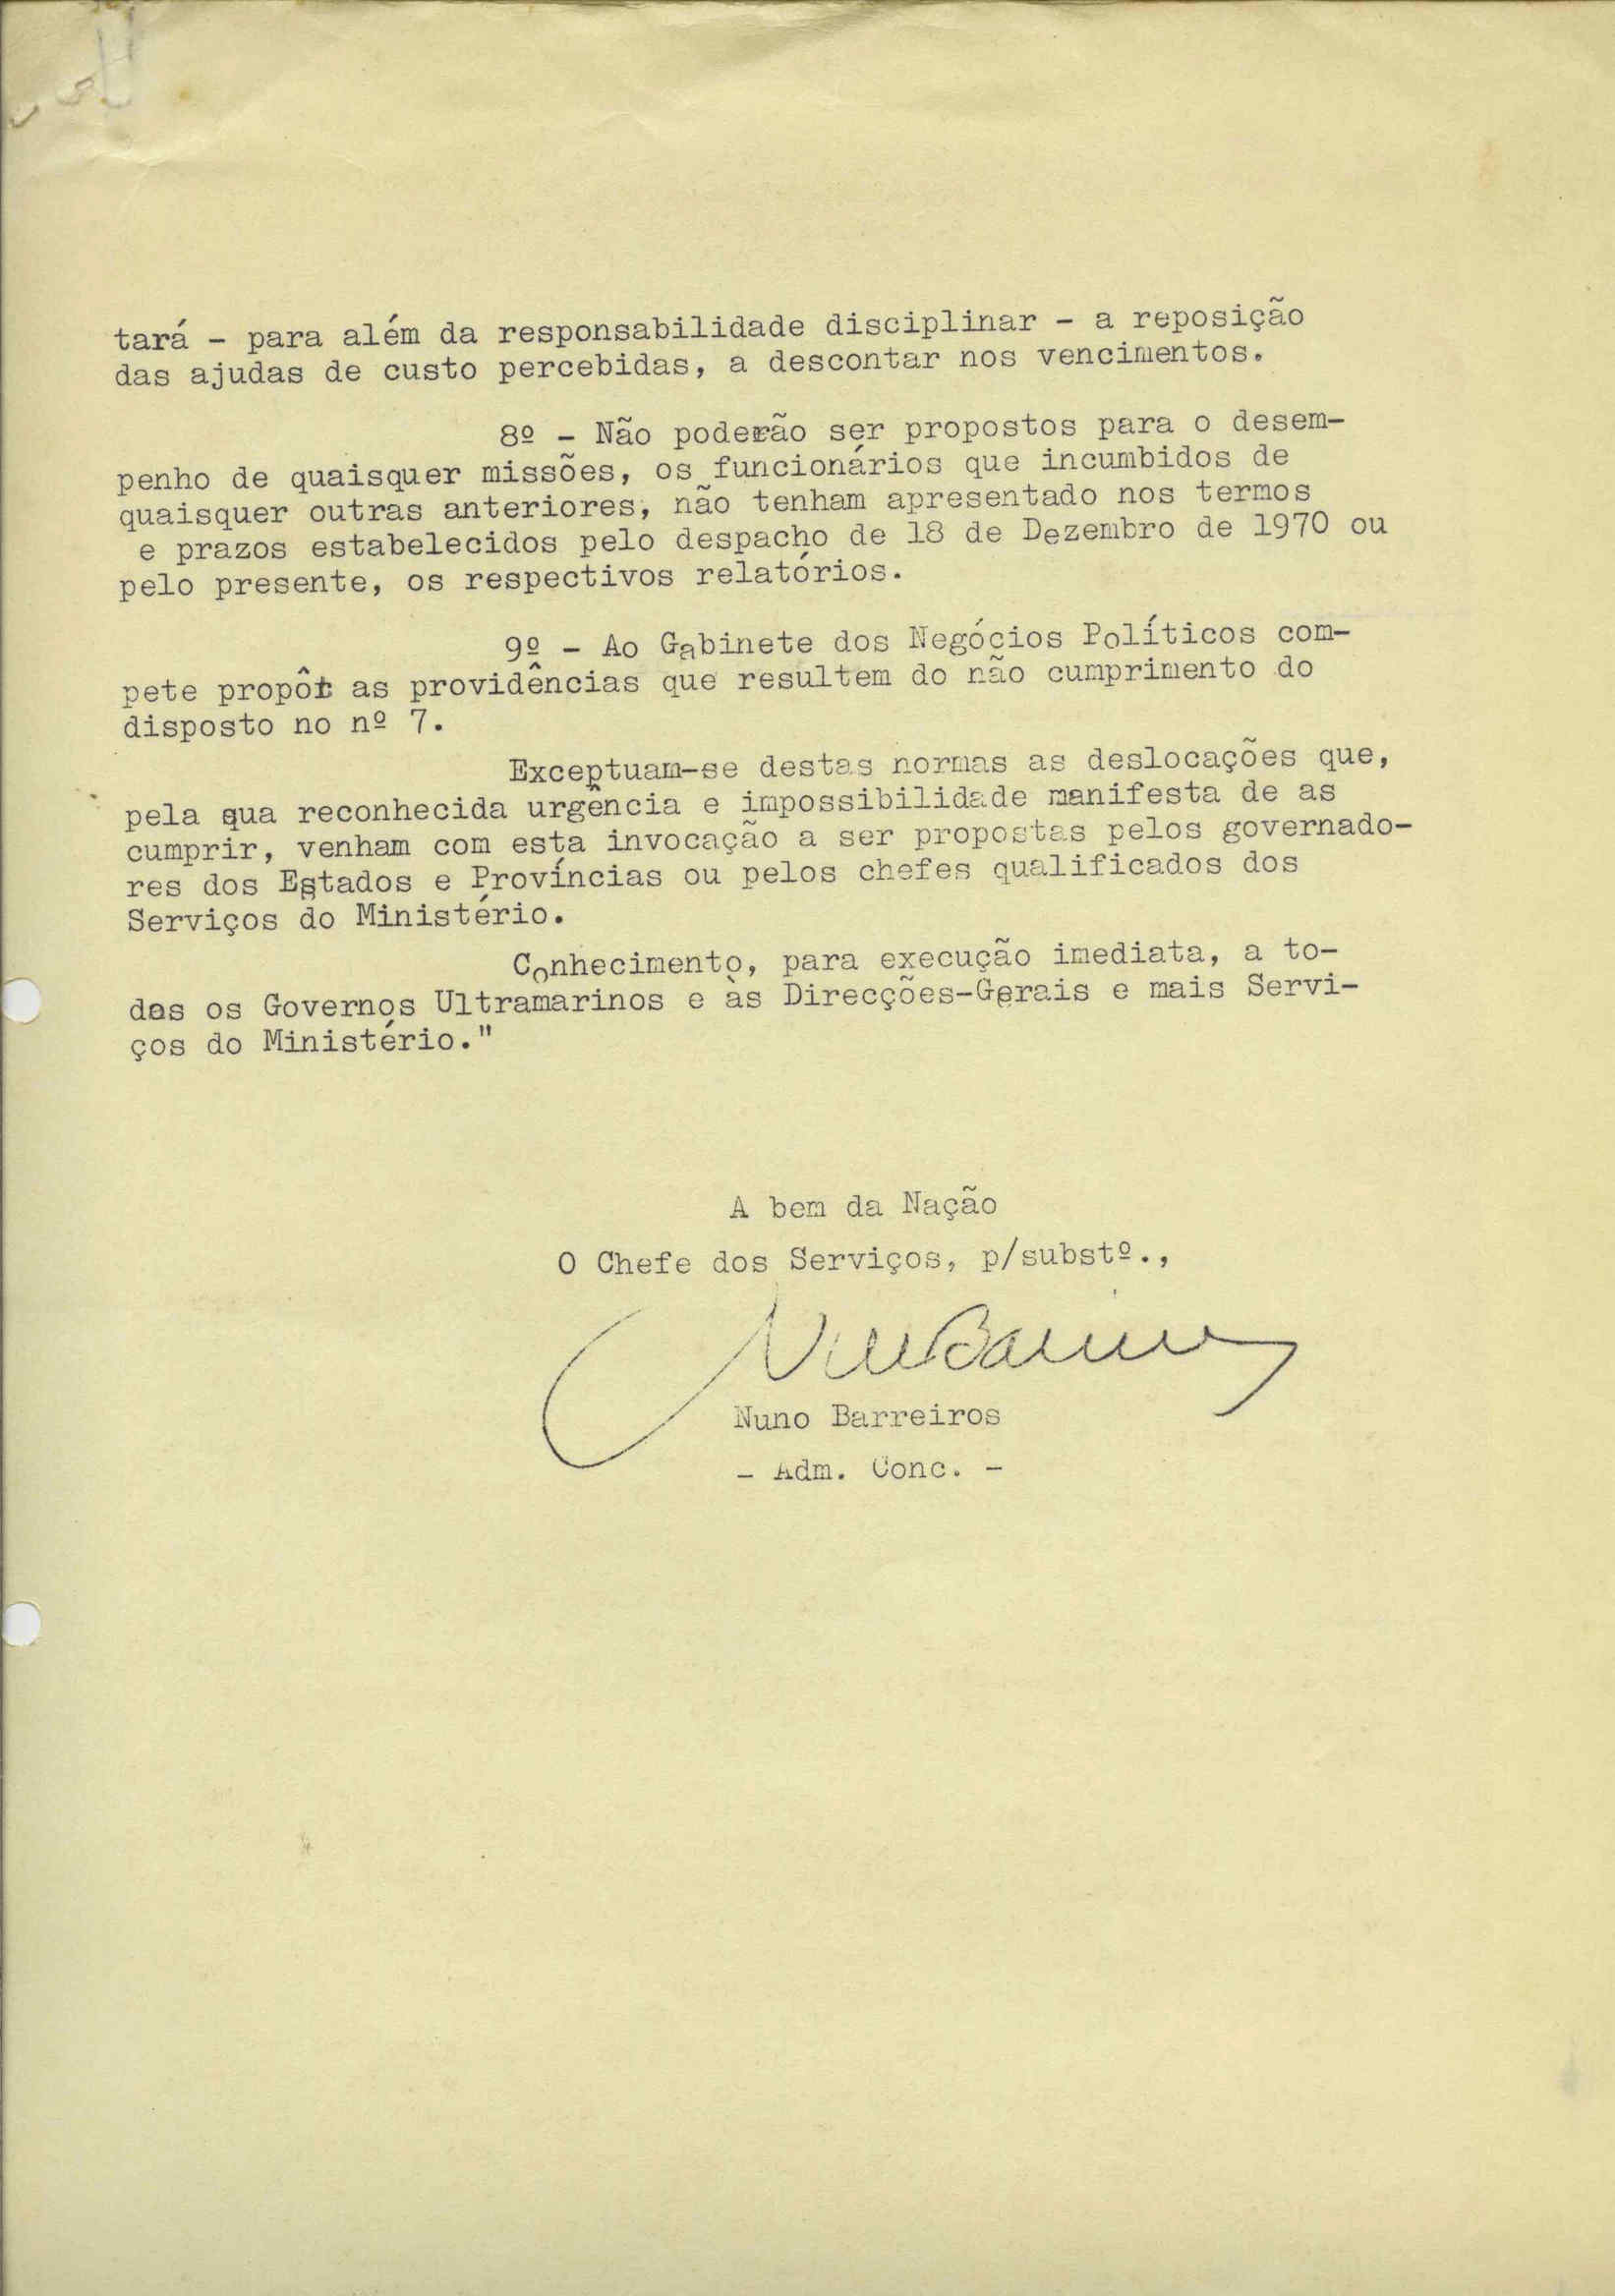 tará - para além da responsabilidade disciplinar - a reposição
das ajudas de custo percebidas, a descontar nos vencimentos.
8º - Não poderão ser propostos para o desem-
penho de quaisquer missões, os funcionários que incumbidos de
quaisquer outras anteriores, não tenham apresentado nos termos
e prazos estabelecidos pelo despacho de 18 de Dezembro de 1970 ou
pelo presente, os respectivos relatórios.
9º - Ao Gabinete dos Negócios Políticos com-
pete propôr as providências que resultem do não cumprimento do
disposto no nº 7.
Exceptuam-se destas normas as deslocações que,
pela qua reconhecida urgência e impossibilidade manifesta de as
cumprir, venham com esta invocação a ser propostas pelos governado-
res dos Estados e Províncias ou pelos chefes qualificados dos
Serviços do Ministério.
Conhecimento, para execução imediata, a to-
dos os Governos Ultramarinos e às Direcções-Gerais e mais Servi-
ços do Ministério."
A bem da Nação
O Chefe dos Serviços, p/substº.,
Nuno Barreiros
- Adm. Conc. -